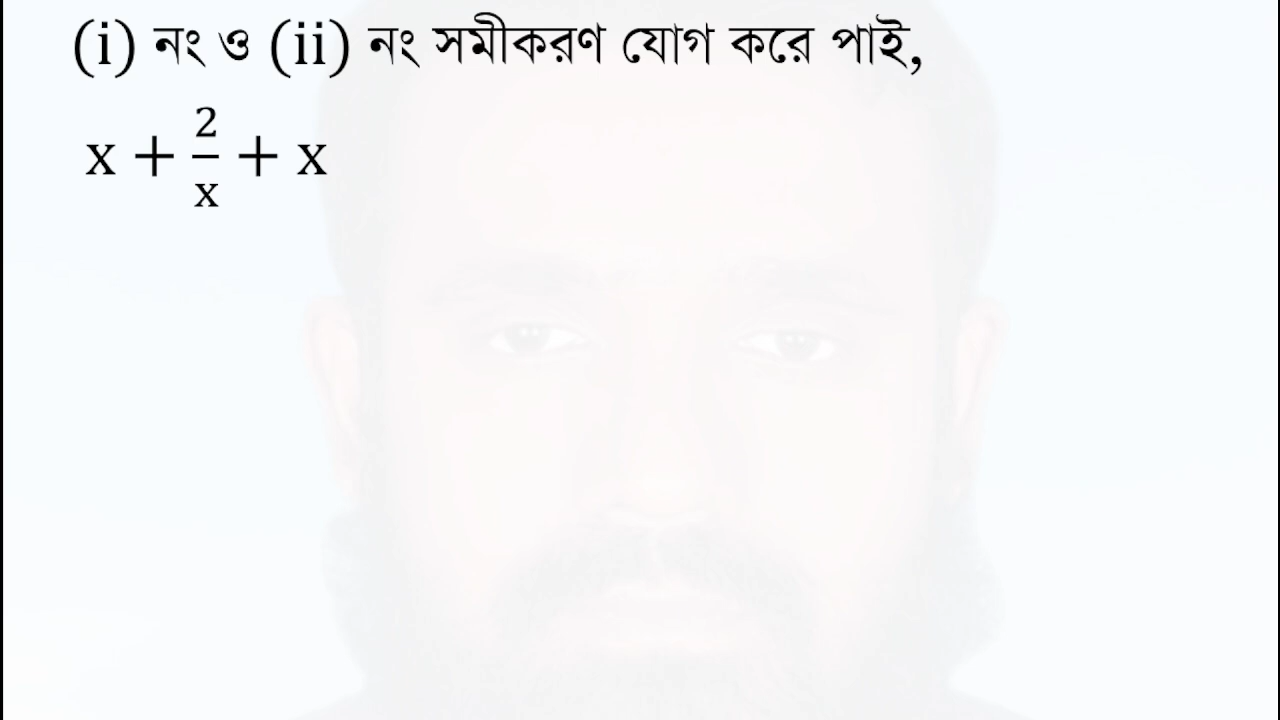 (i) নং ও (ii) নং সমীকরণ যোগ করে পাই,
x + 2/x + x